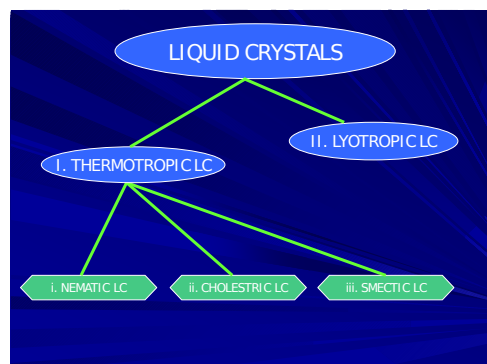 LIQUID CRYSTALS
II. LYOTROPIC LC
I. THERMOTROPIC LC
i. NEMATIC LC
ii. CHOLESTRIC LC
iii. SMECTIC LC